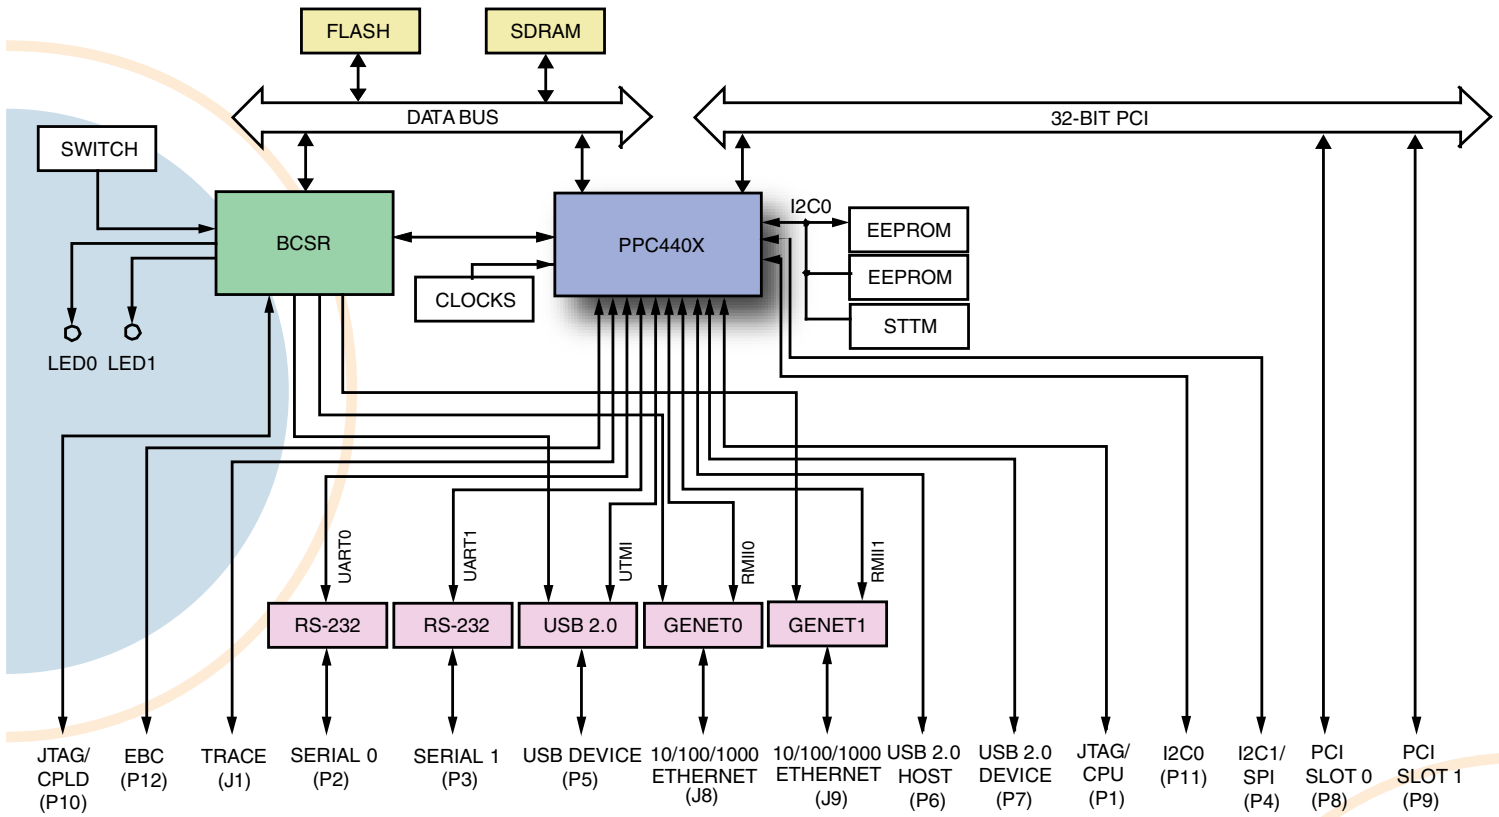 FLASH
SDRAM
DATA BUS
32-BIT PCI
SWITCH
BCSR
PPC440X
I2C0
EEPROM
EEPROM
STTM
CLOCKS
LED0
LED1
UART0
UART1
UTMI
RMII0
RMII1
RS-232
RS-232
USB 2.0
GENET0
GENET1
JTAG/
CPLD
(P10)
EBC
(P12)
TRACE
(J1)
SERIAL 0
(P2)
SERIAL 1
(P3)
USB DEVICE
(P5)
10/100/1000
ETHERNET
(J8)
10/100/1000
ETHERNET
(J9)
USB 2.0
HOST
(P6)
USB 2.0
DEVICE
(P7)
JTAG/
CPU
(P1)
I2C0
(P11)
I2C1/
SPI
(P4)
PCI
SLOT 0
(P8)
PCI
SLOT 1
(P9)